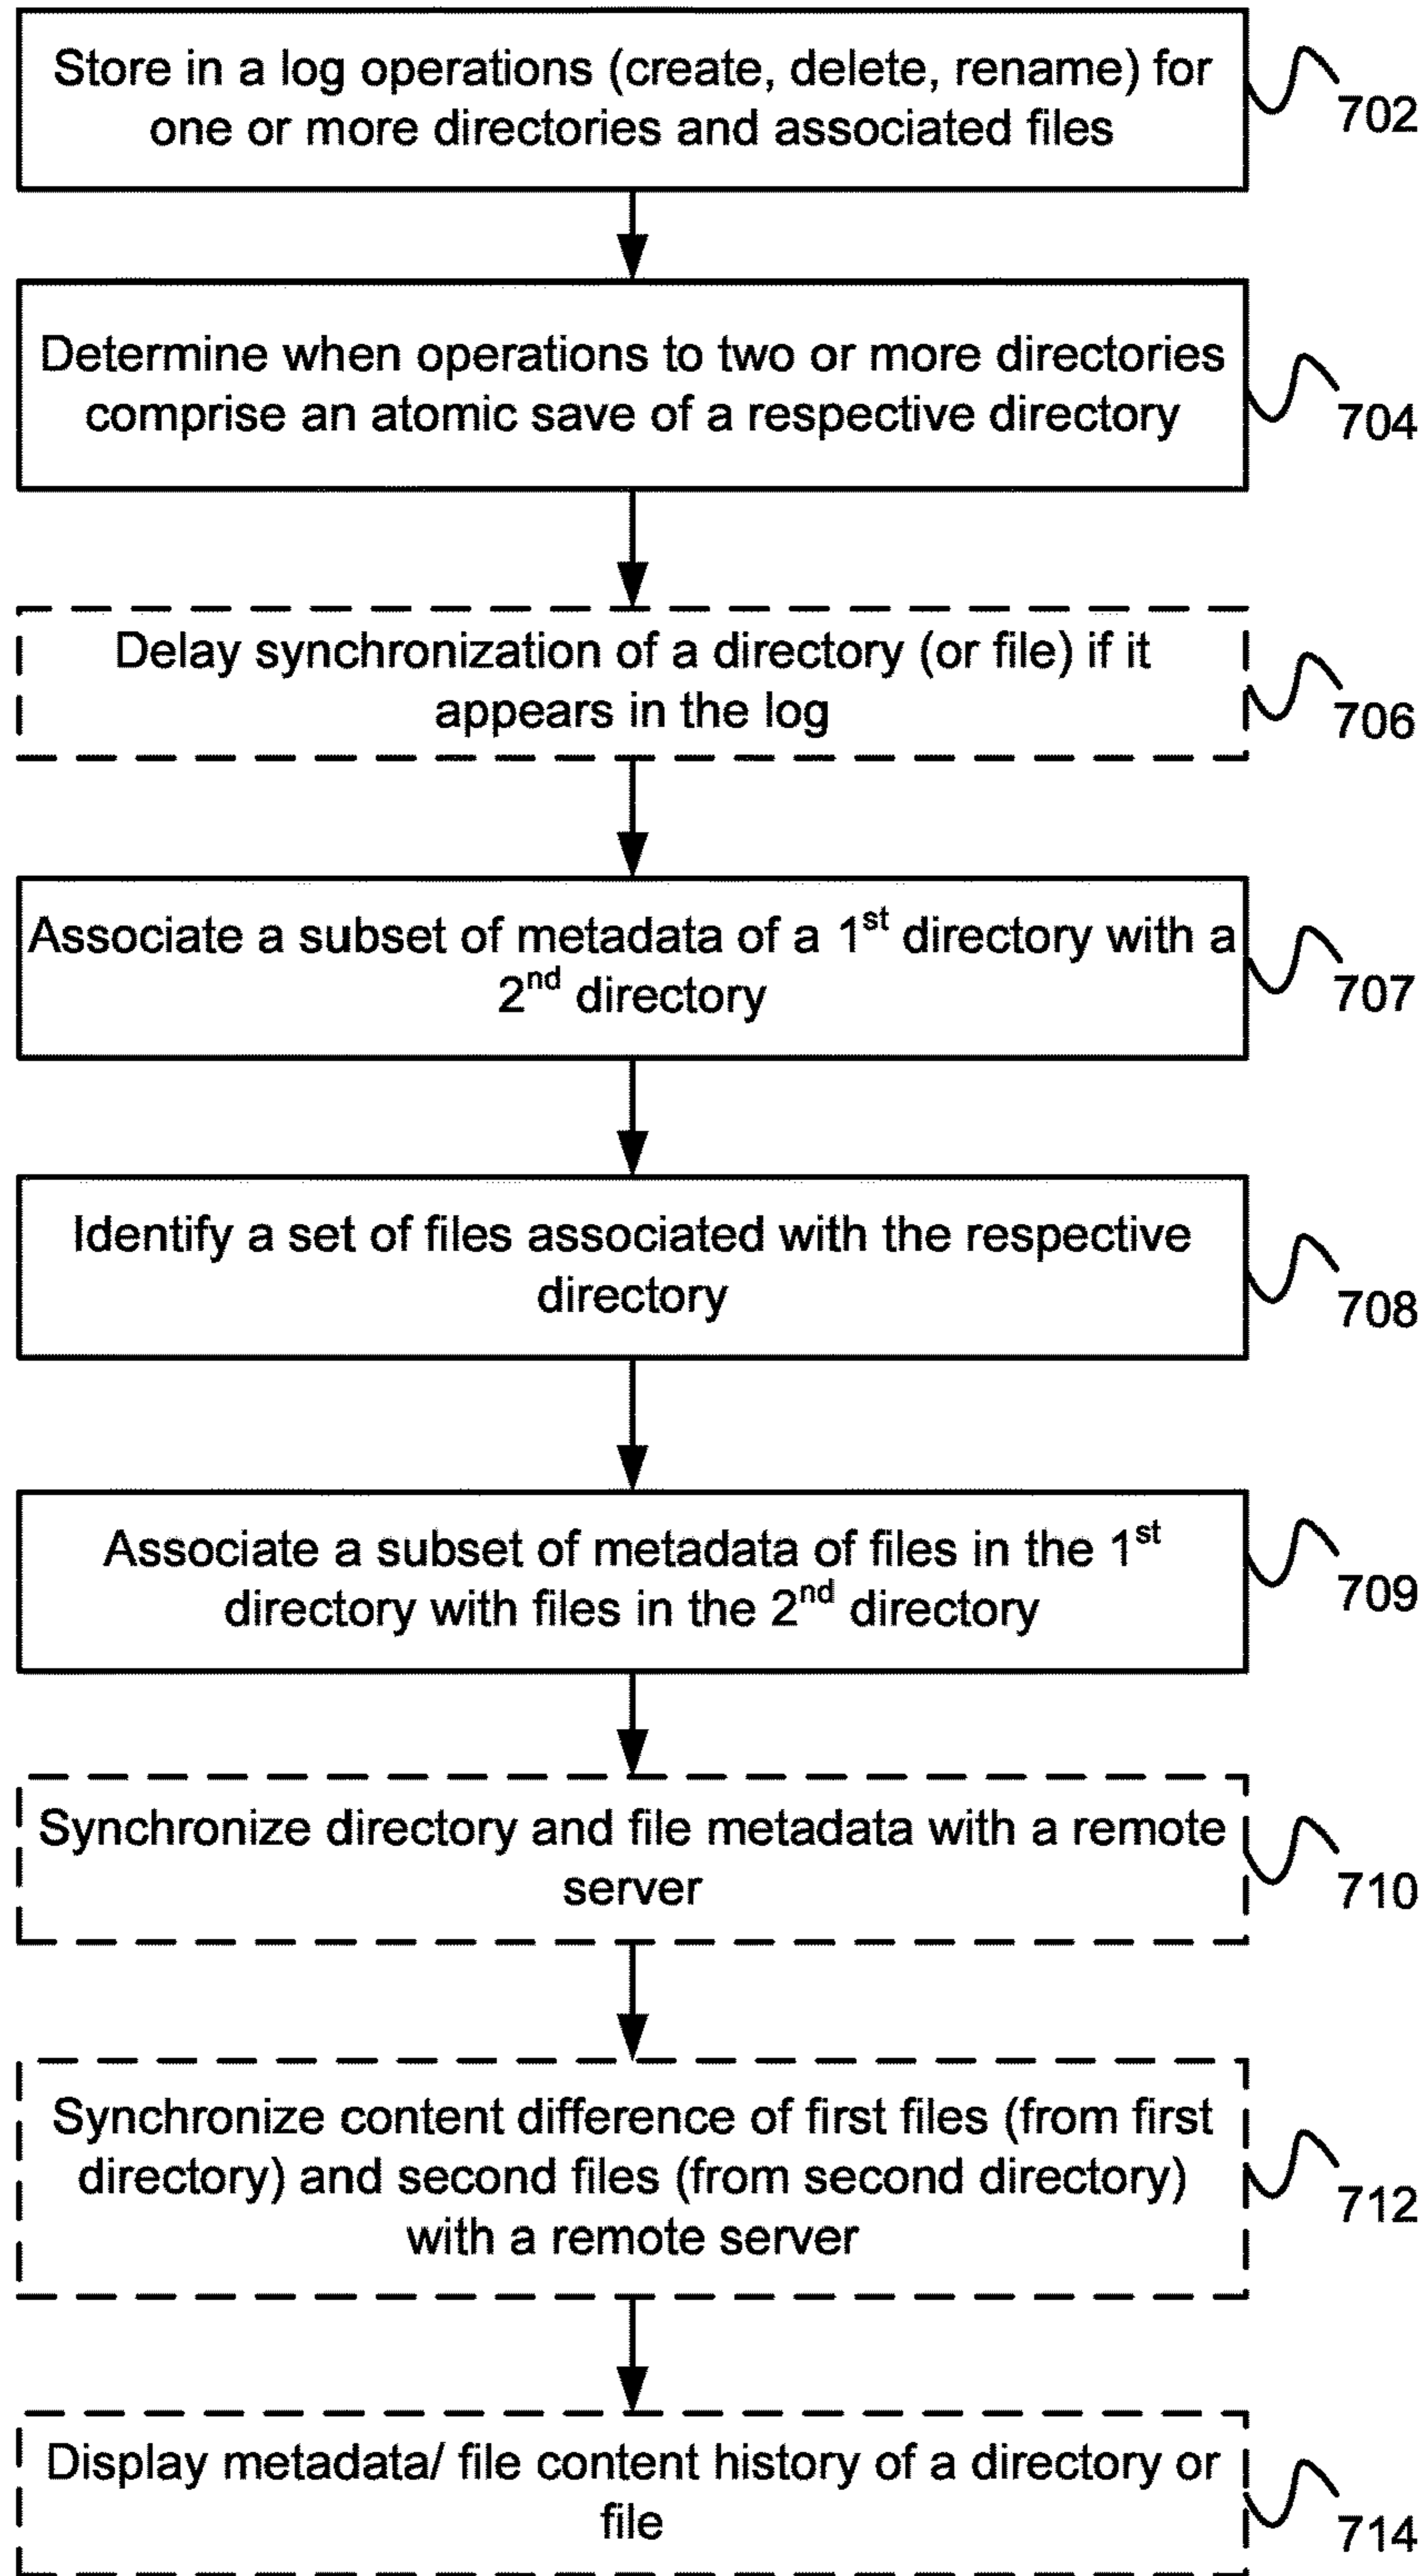 Store in a log operations (create, delete, rename) for
one or more directories and associated files
702
Determine when operations to two or more directories
comprise an atomic save of a respective directory
704
Delay synchronization of a directory (or file) if it
appears in the log
706
Associate a subset of metadata of a 1st directory with a
2nd directory
707
Identify a set of files associated with the respective
directory
708
Associate a subset of metadata of files in the 1st
directory with files in the 2nd directory
709
Synchronize directory and file metadata with a remote
server
710
Synchronize content difference of first files (from first
directory) and second files (from second directory)
with a remote server
712
Display metadata/ file content history of a directory or
file
714